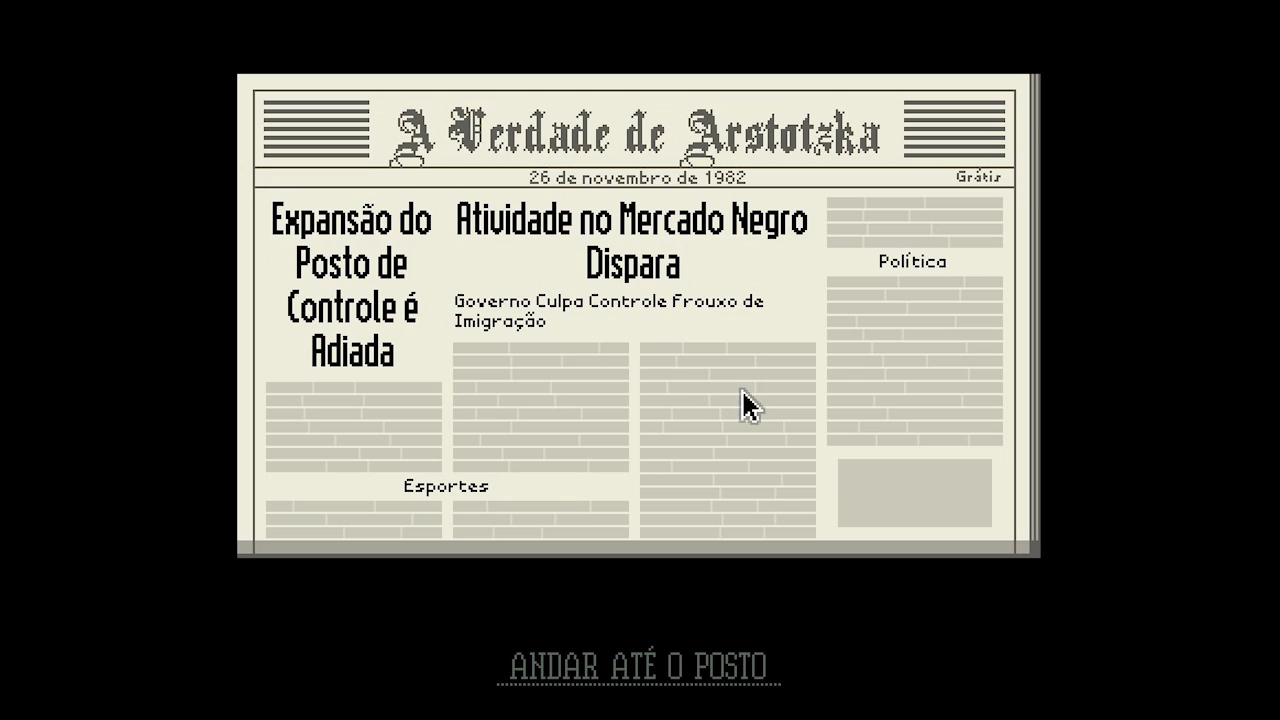 A Verdade de Arstotzka
26 de novembro de 1982
Grátis
Expansão do
Posto de
Controle é
Adiada
Atividade no Mercado Negro
Dispara
Governo Culpa Controle Frouxo de
Imigração
Política
Esportes
ANDAR ATÉ O POSTO